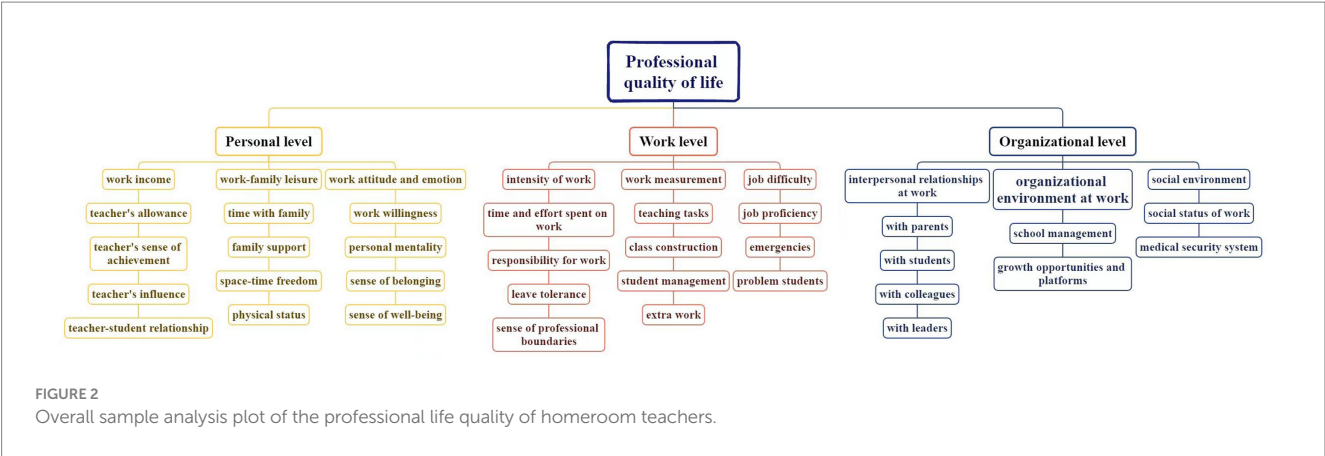 Professional
quality of life
Personal level
work income
teacher's allowance
teacher's sense of
achievement
teacher's influence
teacher-student relationship
work-family leisure
time with family
family support
space-time freedom
physical status
work attitude and emotion
work willingness
personal mentality
sense of belonging
sense of well-being
Work level
intensity of work
time and effort spent on
work
responsibility for work
leave tolerance
sense of professional
boundaries
work measurement
teaching tasks
class construction
student management
extra work
job difficulty
job proficiency
emergencies
problem students
Organizational level
interpersonal relationships
at work
with parents
with students
with colleagues
with leaders
organizational
environment at work
school management
growth opportunities and
platforms
social environment
social status of work
medical security system
FIGURE 2
Overall sample analysis plot of the professional life quality of homeroom teachers.